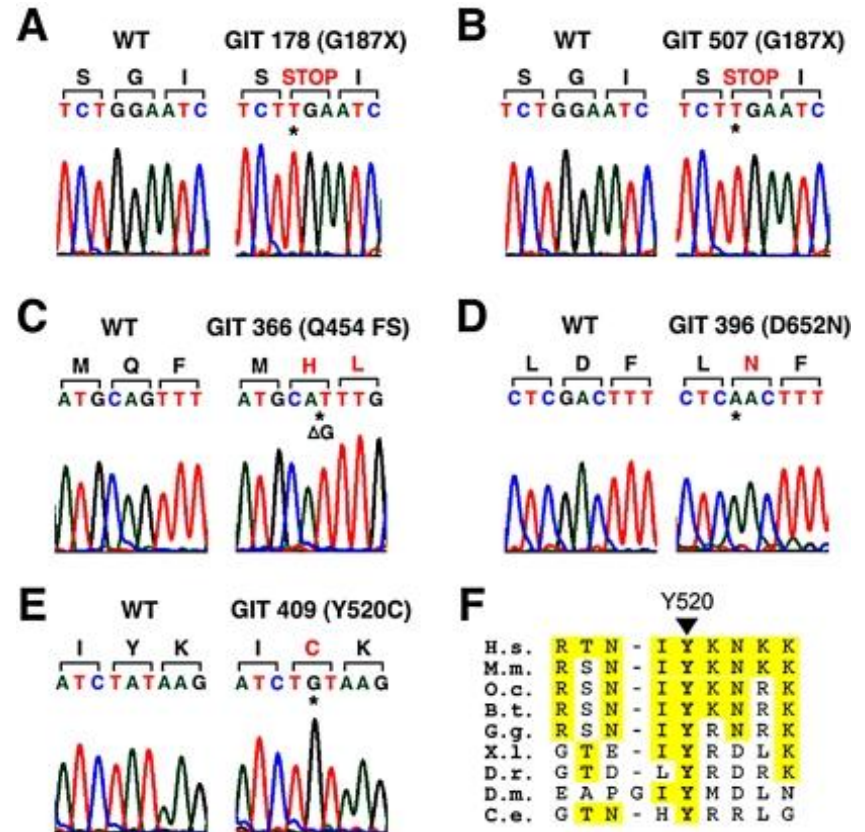 A
WT GIT 178 (G187X)
S G I S STOP I
TCTGGAATC TCTTGAATC
*
B
WT GIT 507 (G187X)
S G I S STOP I
TCTGGAATC TCTTGAATC
*
C
WT GIT 366 (Q454 FS)
M Q F M H L
ATGCAGTTT ATGCATTTG
*
ΔG
D
WT GIT 396 (D652N)
L D F L N F
CTCGACTTT CTCAACTTT
*
E
WT GIT 409 (Y520C)
I Y K I C K
ATCTATAAG ATCTGTAAG
*
F
Y520
H.s. R T N - I Y K N K K
M.m. R S N - I Y K N K K
O.c. R S N - I Y K N R K
B.t. R S N - I Y K N R K
G.g. R S N - I Y R N R K
X.l. G T E - I Y R D L K
D.r. G T D - L Y R D R K
D.m. E A P G I Y M D L N
C.e. G T N - H Y R R L G